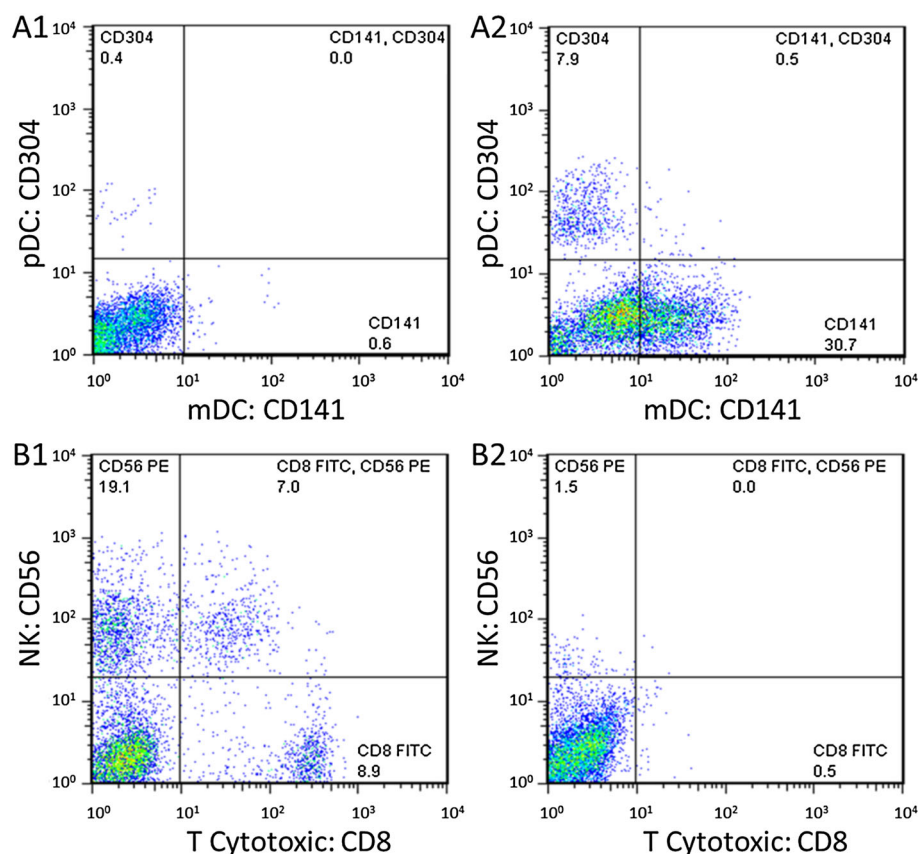 A1
CD304
0.4
CD141, CD304
0.0
CD141
0.6
10⁴
10³
10²
10¹
10⁰
pDC: CD304
10⁰ 10¹ 10² 10³ 10⁴
mDC: CD141
A2
CD304
7.9
CD141, CD304
0.5
CD141
30.7
10⁴
10³
10²
10¹
10⁰
pDC: CD304
10⁰ 10¹ 10² 10³ 10⁴
mDC: CD141
B1
CD56 PE
19.1
CD8 FITC, CD56 PE
7.0
CD8 FITC
8.9
10⁴
10³
10²
10¹
10⁰
NK: CD56
10⁰ 10¹ 10² 10³ 10⁴
T Cytotoxic: CD8
B2
CD56 PE
1.5
CD8 FITC, CD56 PE
0.0
CD8 FITC
0.5
10⁴
10³
10²
10¹
10⁰
NK: CD56
10⁰ 10¹ 10² 10³ 10⁴
T Cytotoxic: CD8